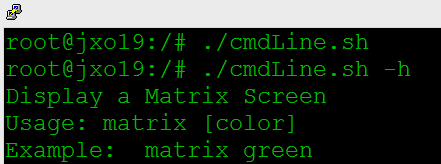 root@jxo19:/# ./cmdLine.sh
root@jxo19:/# ./cmdLine.sh -h
Display a Matrix Screen
Usage: matrix [color]
Example:  matrix green